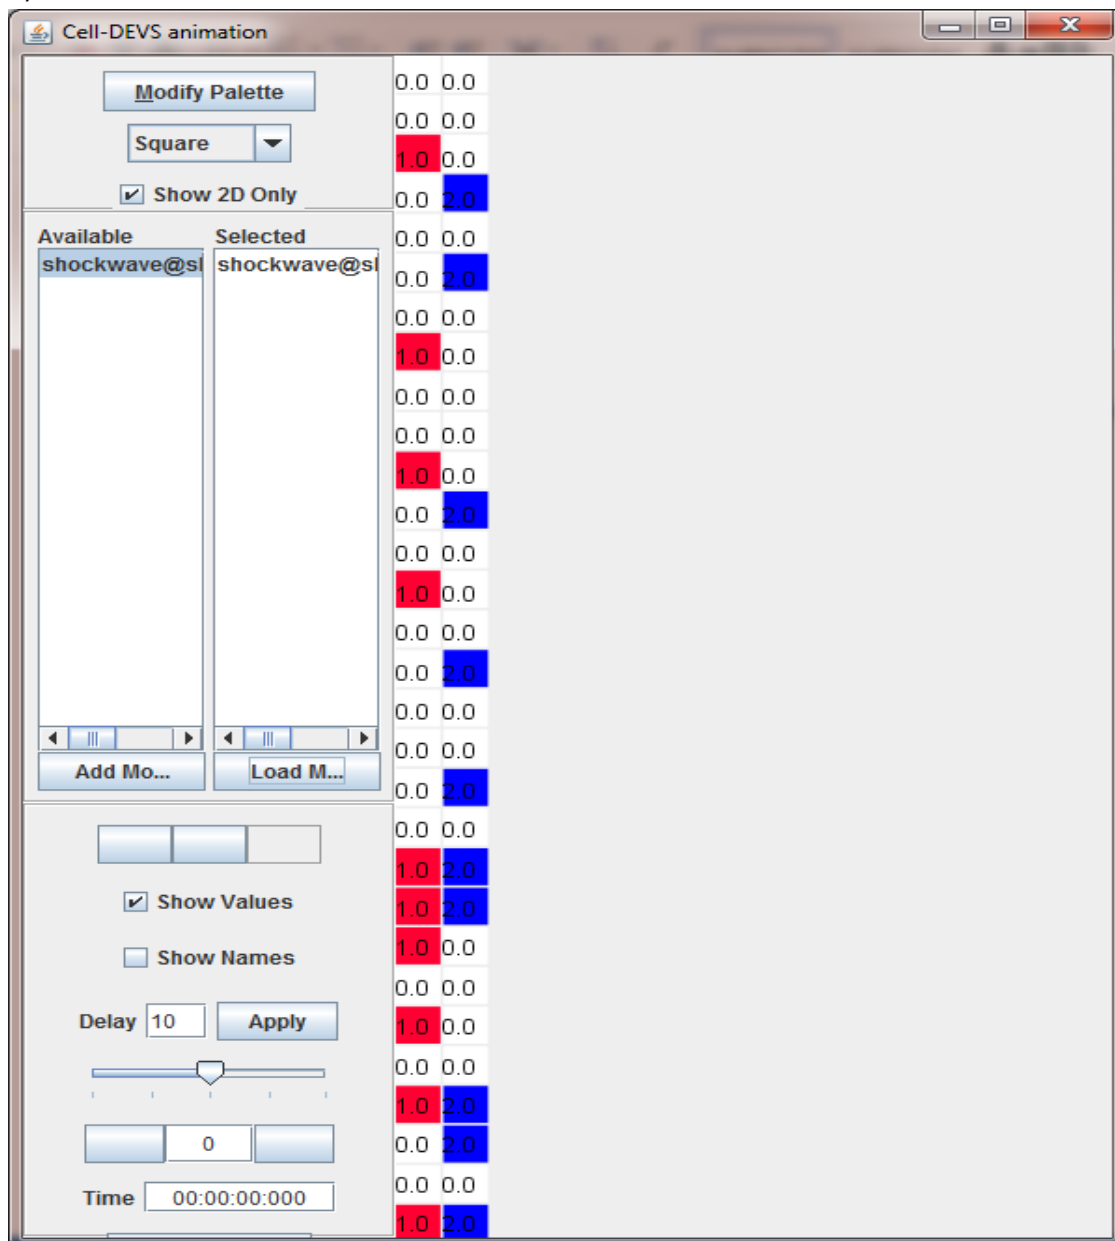 Cell-DEVS animation
Modify Palette
Square
Show 2D Only
Available Selected
shockwave@sl shockwave@sl
Add Mo... Load M...
Show Values
Show Names
Delay 10 Apply
0
Time 00:00:00:000
0.0 0.0
0.0 0.0
1.0 0.0
0.0 2.0
0.0 0.0
0.0 2.0
0.0 0.0
1.0 0.0
0.0 0.0
0.0 0.0
1.0 0.0
0.0 2.0
0.0 0.0
1.0 0.0
0.0 0.0
0.0 2.0
0.0 0.0
0.0 0.0
0.0 2.0
0.0 0.0
1.0 2.0
1.0 2.0
1.0 0.0
0.0 0.0
1.0 0.0
0.0 0.0
1.0 2.0
0.0 2.0
0.0 0.0
1.0 2.0